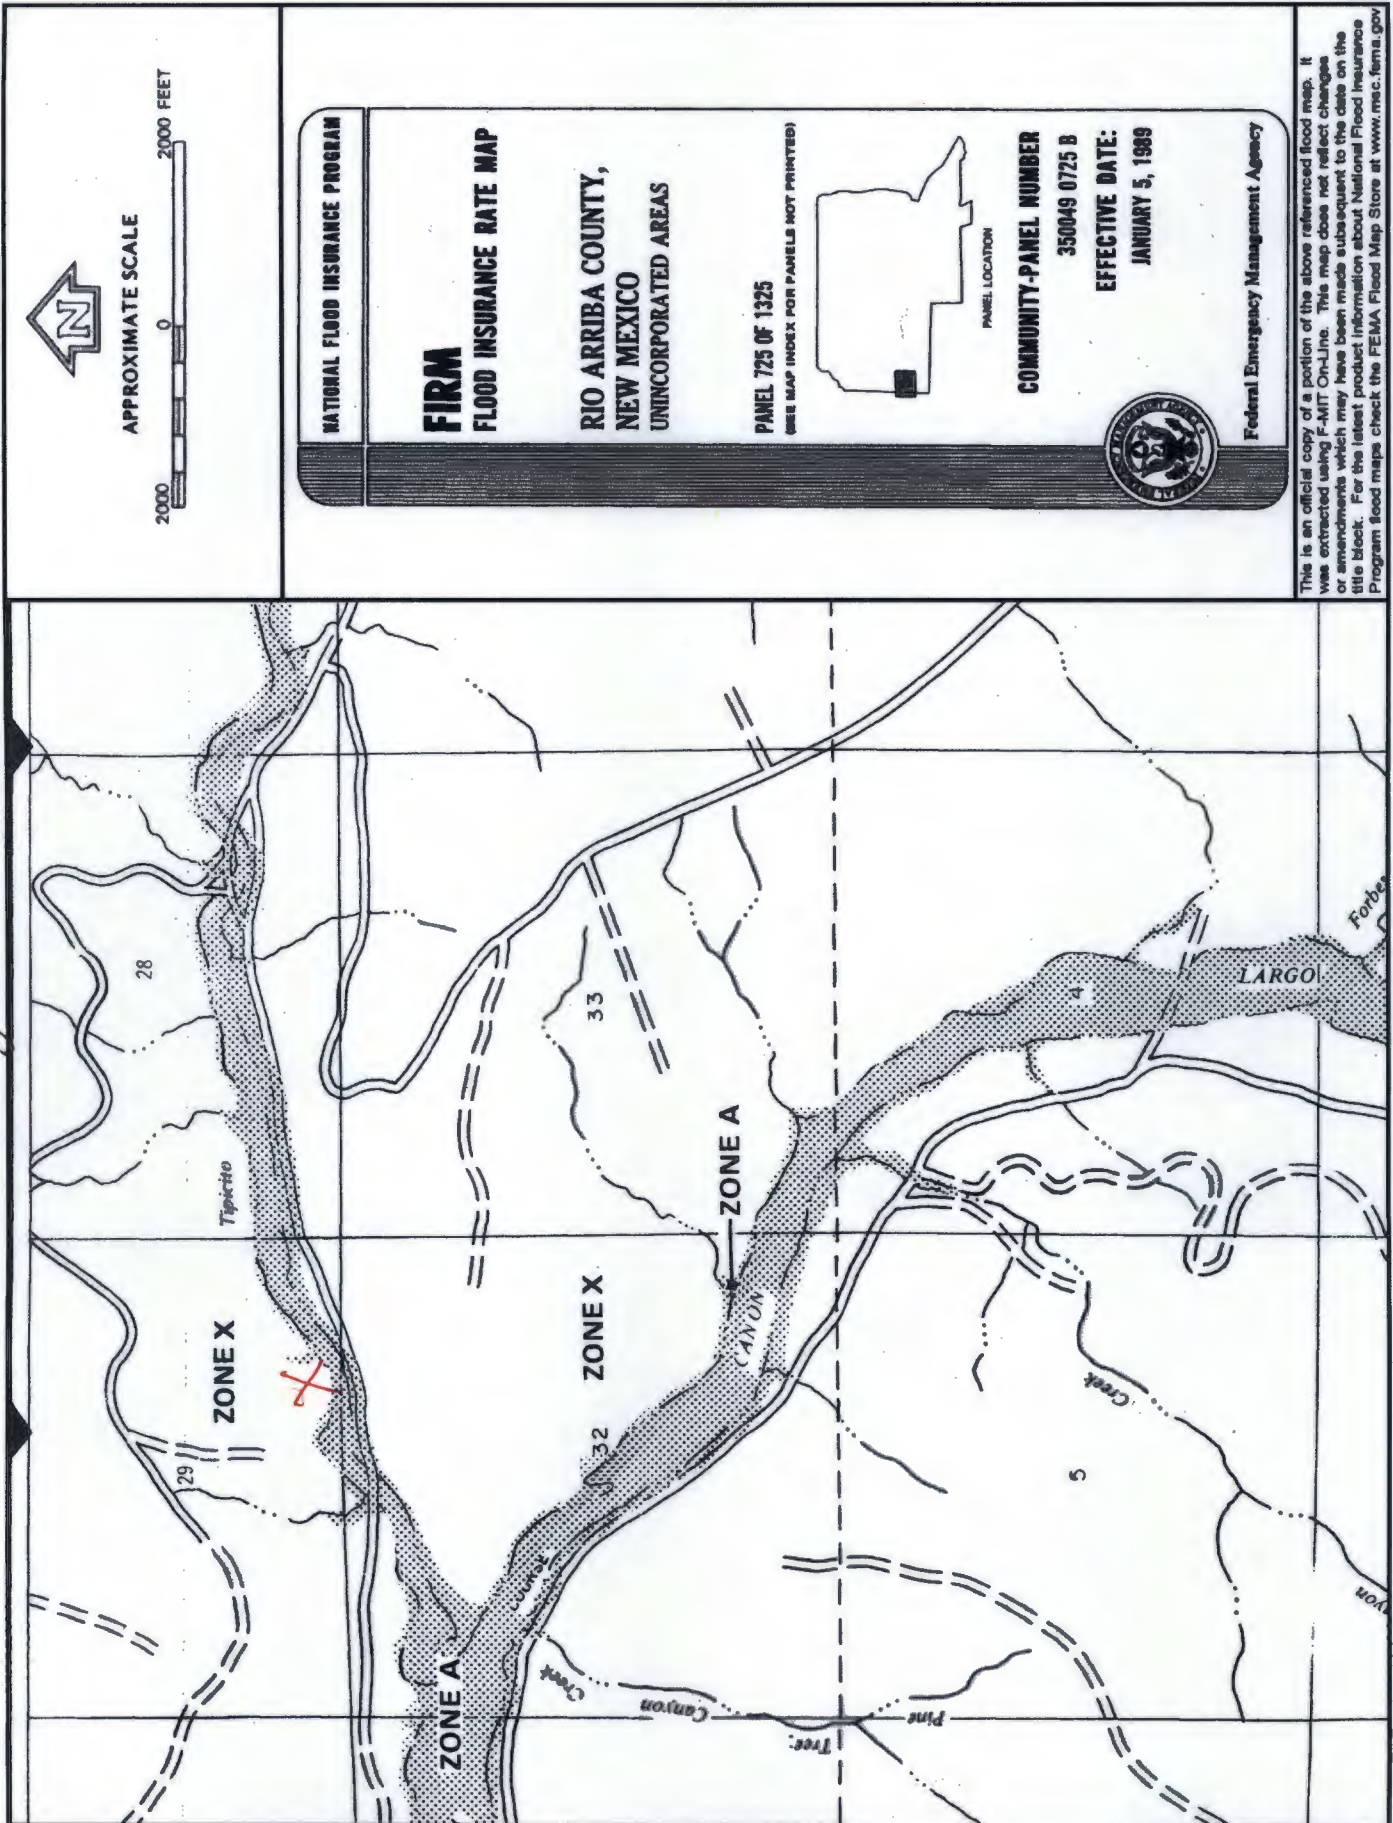 APPROXIMATE SCALE
2000 0 2000 FEET
NATIONAL FLOOD INSURANCE PROGRAM
FIRM
FLOOD INSURANCE RATE MAP
RIO ARRIBA COUNTY,
NEW MEXICO
UNINCORPORATED AREAS
PANEL 725 OF 1325
(SEE MAP INDEX FOR PANELS NOT PRINTED)
PANEL LOCATION
COMMUNITY-PANEL NUMBER
350049 0725 B
EFFECTIVE DATE:
JANUARY 5, 1989
Federal Emergency Management Agency
This is an official copy of a portion of the above referenced flood map. It
was extracted using F-MIT On-Line. This map does not reflect changes
or amendments which may have been made subsequent to the date on the
title block. For the latest product information about National Flood Insurance
Program flood maps check the FEMA Flood Map Store at www.msc.fema.gov
N
28
Tipicito
ZONE X
29
X
33
ZONE X
32
ZONE A
CANON
4
LARGO
Forbes
5
Creek
ZONE A
COURSE
Creek
Canyon
Tree
Pine
yon